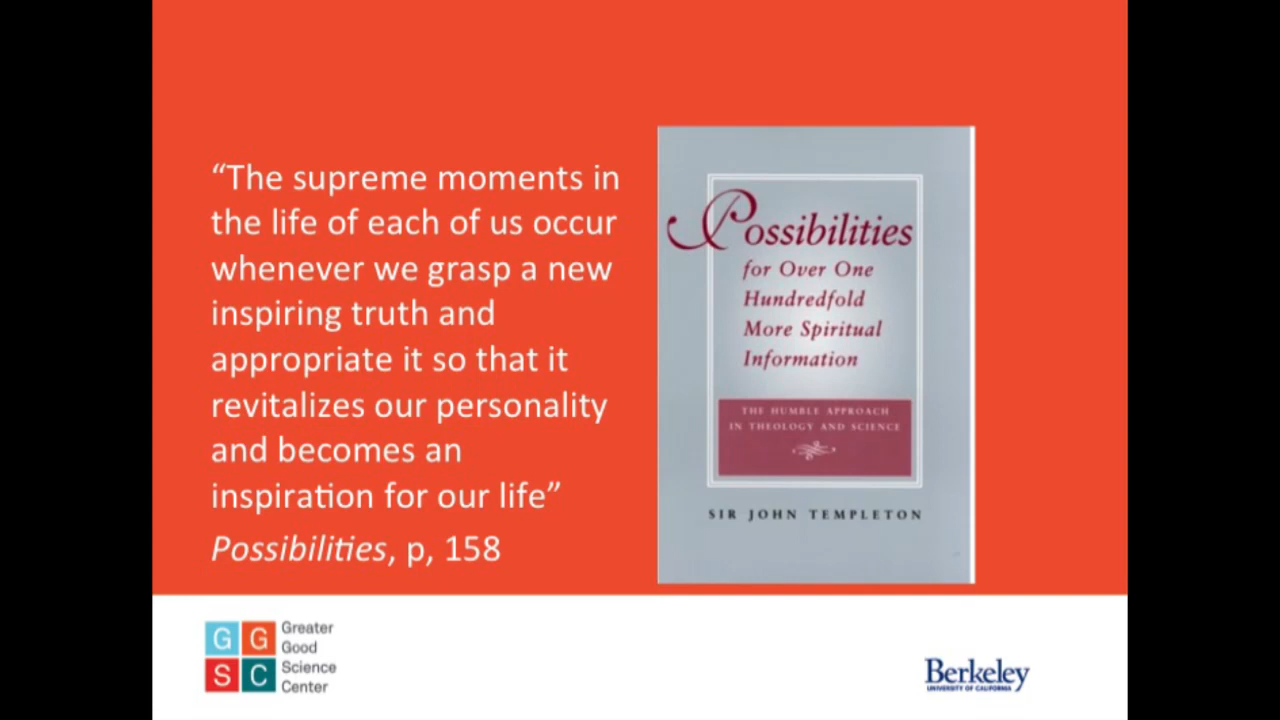 “The supreme moments in
the life of each of us occur
whenever we grasp a new
inspiring truth and
appropriate it so that it
revitalizes our personality
and becomes an
inspiration for our life”
Possibilities, p, 158
Possibilities
for Over One
Hundredfold
More Spiritual
Information
THE HUMBLE APPROACH
IN THEOLOGY AND SCIENCE
SIR JOHN TEMPLETON
G G
S C
Greater
Good
Science
Center
Berkeley
UNIVERSITY OF CALIFORNIA